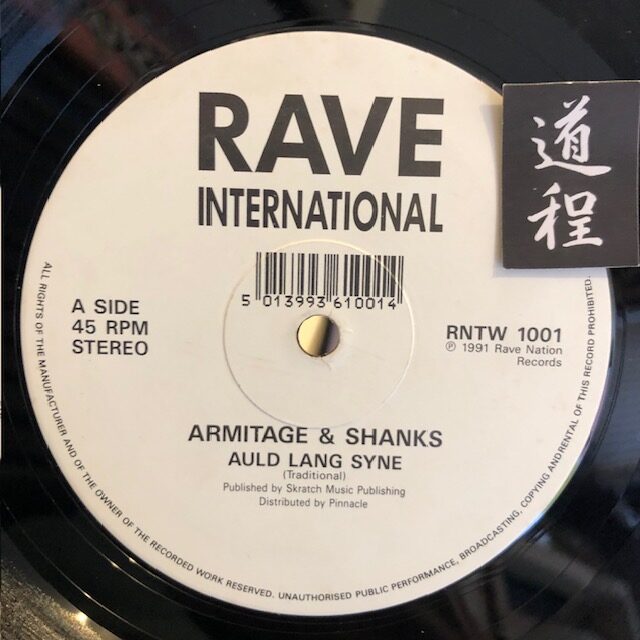 RAVE
INTERNATIONAL
道程
5 013993 610014
A SIDE
45 RPM
STEREO
RNTW 1001
℗ 1991 Rave Nation
Records
ARMITAGE & SHANKS
AULD LANG SYNE
(Traditional)
Published by Skratch Music Publishing
Distributed by Pinnacle
ALL RIGHTS OF THE MANUFACTURER AND OF THE OWNER OF THE RECORDED WORK RESERVED. UNAUTHORISED PUBLIC PERFORMANCE, BROADCASTING, COPYING AND RENTAL OF THIS RECORD PROHIBITED.